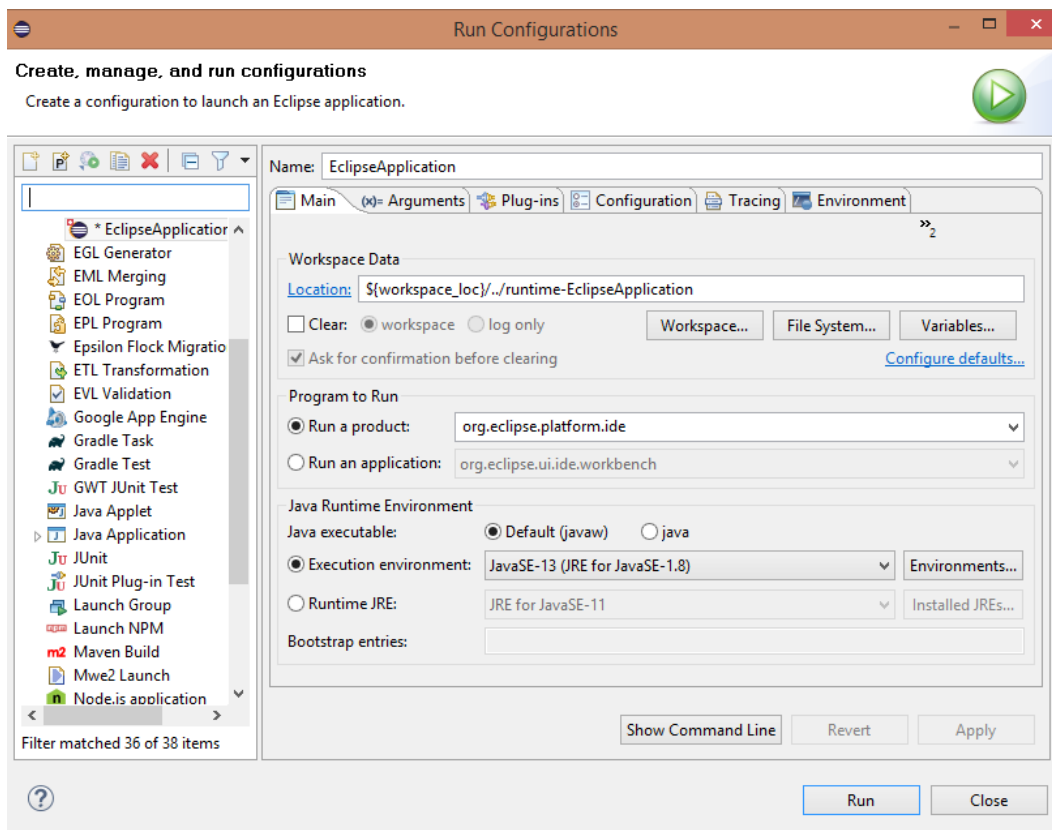 Run Configurations
Create, manage, and run configurations
Create a configuration to launch an Eclipse application.
* EclipseApplication
EGL Generator
EML Merging
EOL Program
EPL Program
Epsilon Flock Migratio
ETL Transformation
EVL Validation
Google App Engine
Gradle Task
Gradle Test
Ju GWT JUnit Test
Java Applet
Java Application
Ju JUnit
JUnit Plug-in Test
Launch Group
Launch NPM
m2 Maven Build
Mwe2 Launch
n Node.js application
Filter matched 36 of 38 items
Name: EclipseApplication
Main (x)= Arguments Plug-ins Configuration Tracing Environment
»2
Workspace Data
Location: ${workspace_loc}/../runtime-EclipseApplication
Clear: workspace log only Workspace... File System... Variables...
Ask for confirmation before clearing Configure defaults...
Program to Run
Run a product: org.eclipse.platform.ide
Run an application: org.eclipse.ui.ide.workbench
Java Runtime Environment
Java executable: Default (javaw) java
Execution environment: JavaSE-13 (JRE for JavaSE-1.8) Environments...
Runtime JRE: JRE for JavaSE-11 Installed JREs...
Bootstrap entries:
Show Command Line Revert Apply
? Run Close